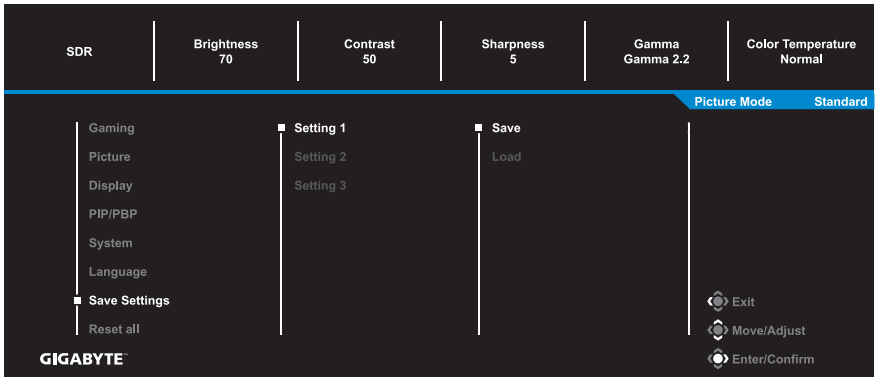 SDR
Brightness
70
Contrast
50
Sharpness
5
Gamma
Gamma 2.2
Color Temperature
Normal
Picture Mode Standard
Gaming
Picture
Display
PIP/PBP
System
Language
Save Settings
Reset all
Setting 1
Setting 2
Setting 3
Save
Load
Exit
Move/Adjust
Enter/Confirm
GIGABYTE™